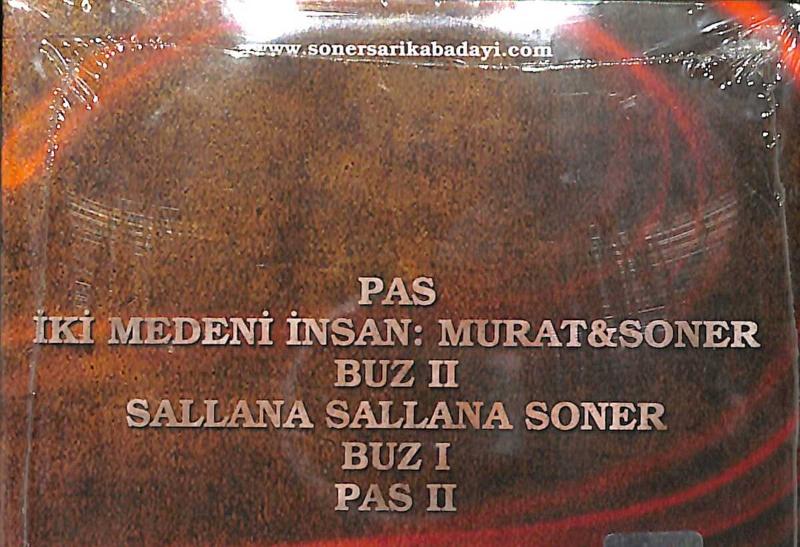 www.sonersarikabadayi.com
PAS
İKİ MEDENİ İNSAN: MURAT&SONER
BUZ II
SALLANA SALLANA SONER
BUZ I
PAS II